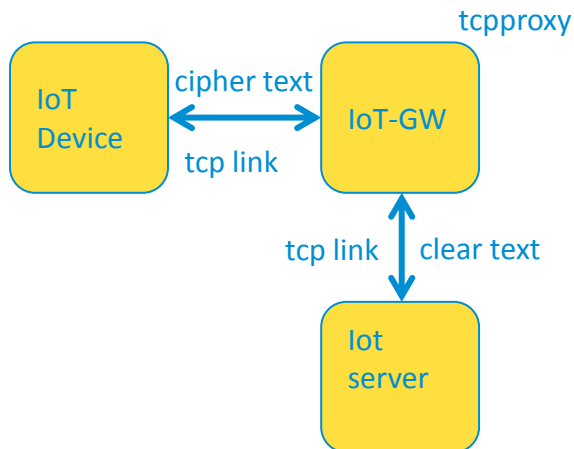 tcpproxy
IoT
Device
cipher text
tcp link
IoT-GW
tcp link
clear text
Iot
server